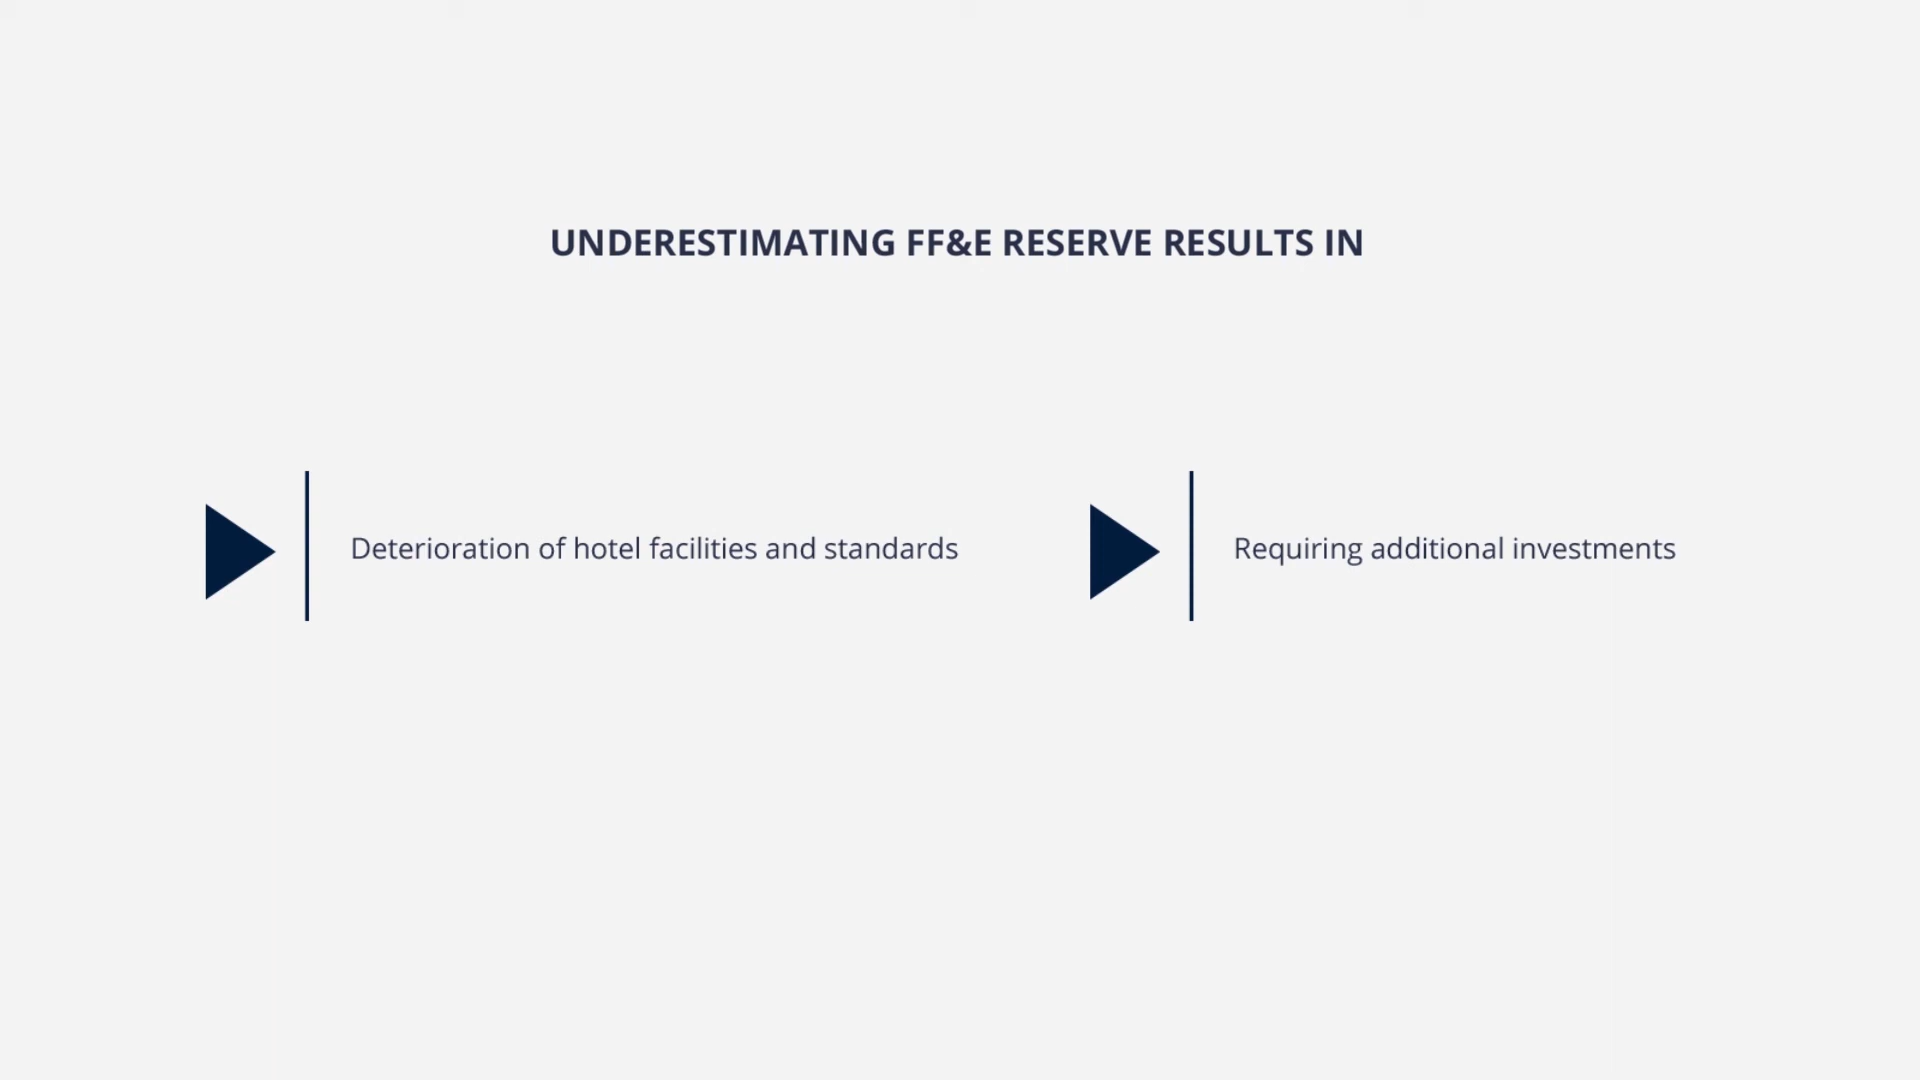 UNDERESTIMATING FF&E RESERVE RESULTS IN
Deterioration of hotel facilities and standards
Requiring additional investments